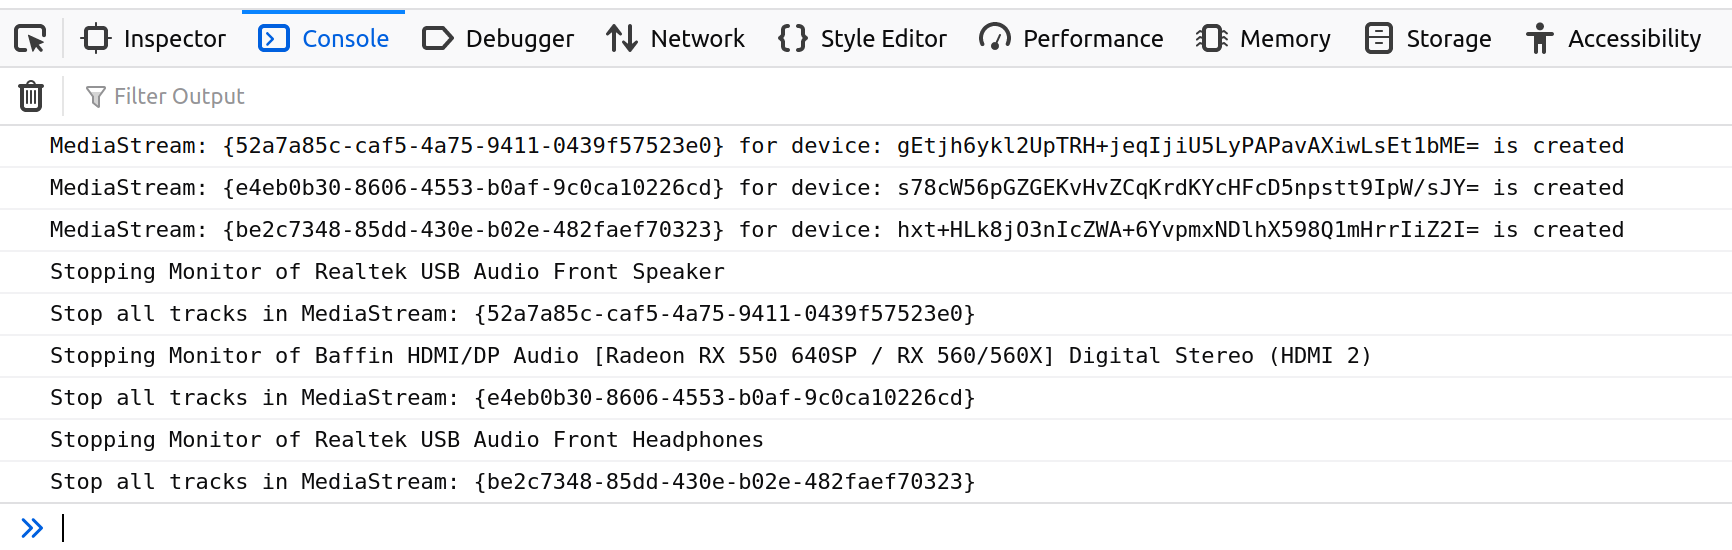 Inspector Console Debugger Network Style Editor Performance Memory Storage Accessibility
Filter Output
MediaStream: {52a7a85c-caf5-4a75-9411-0439f57523e0} for device: gEtjh6ykl2UpTRH+jeqIjiU5LyPAPavAXiwLsEt1bME= is created
MediaStream: {e4eb0b30-8606-4553-b0af-9c0ca10226cd} for device: s78cW56pGZGEKvHvZCqKrdKYcHFcD5npstt9IpW/sJY= is created
MediaStream: {be2c7348-85dd-430e-b02e-482faef70323} for device: hxt+HLk8jO3nIcZWA+6YvpmxNDlhX598Q1mHrrIiZ2I= is created
Stopping Monitor of Realtek USB Audio Front Speaker
Stop all tracks in MediaStream: {52a7a85c-caf5-4a75-9411-0439f57523e0}
Stopping Monitor of Baffin HDMI/DP Audio [Radeon RX 550 640SP / RX 560/560X] Digital Stereo (HDMI 2)
Stop all tracks in MediaStream: {e4eb0b30-8606-4553-b0af-9c0ca10226cd}
Stopping Monitor of Realtek USB Audio Front Headphones
Stop all tracks in MediaStream: {be2c7348-85dd-430e-b02e-482faef70323}